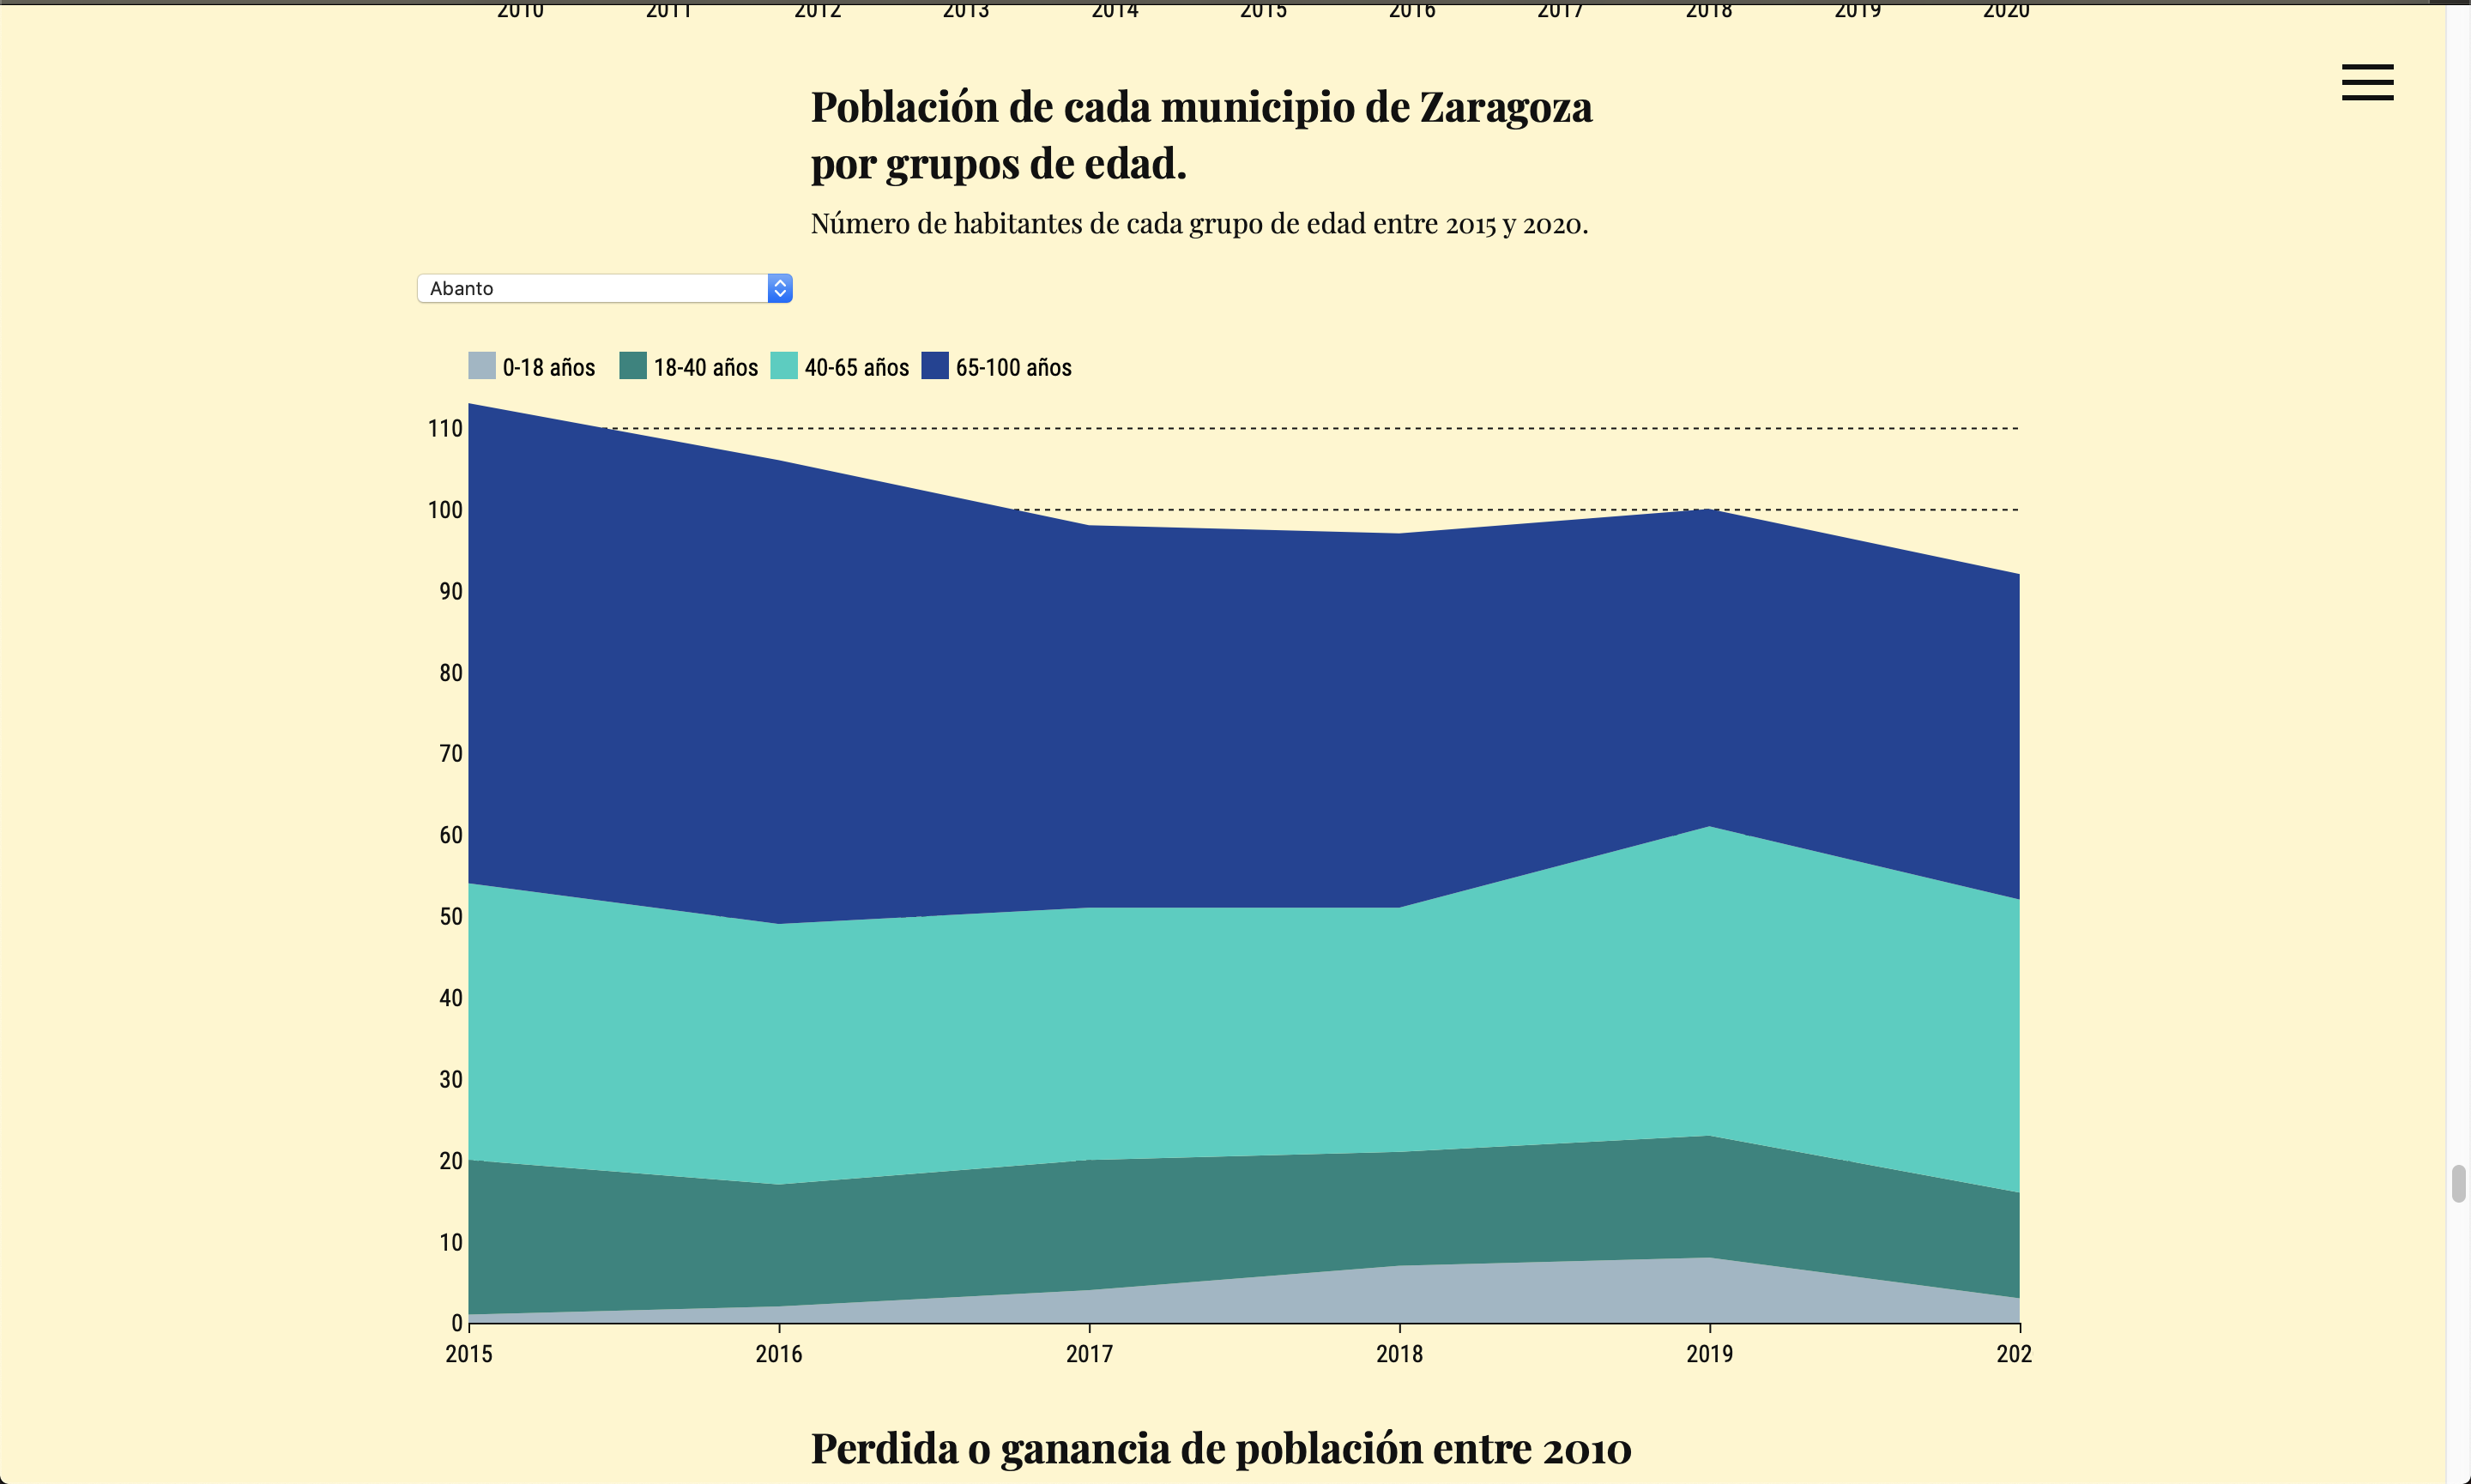 2010 2011 2012 2013 2014 2015 2016 2017 2018 2019 2020
Población de cada municipio de Zaragoza
por grupos de edad.
Número de habitantes de cada grupo de edad entre 2015 y 2020.
Abanto
0-18 años 18-40 años 40-65 años 65-100 años
110
100
90
80
70
60
50
40
30
20
10
0
2015 2016 2017 2018 2019 202
Perdida o ganancia de población entre 2010